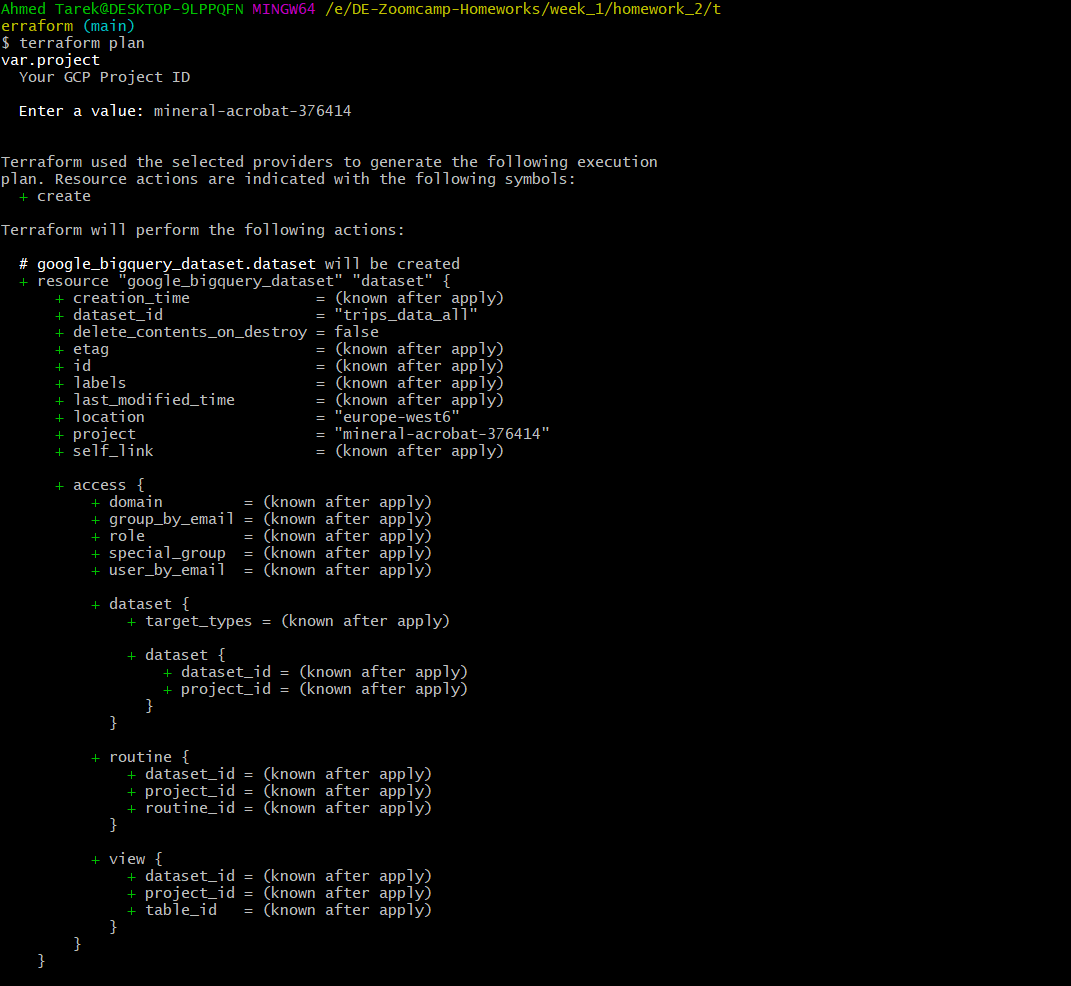 Ahmed Tarek@DESKTOP-9LPPQFN MINGW64 /e/DE-Zoomcamp-Homeworks/week_1/homework_2/t
erraform (main)
$ terraform plan
var.project
  Your GCP Project ID

  Enter a value: mineral-acrobat-376414


Terraform used the selected providers to generate the following execution
plan. Resource actions are indicated with the following symbols:
  + create

Terraform will perform the following actions:

  # google_bigquery_dataset.dataset will be created
  + resource "google_bigquery_dataset" "dataset" {
      + creation_time              = (known after apply)
      + dataset_id                 = "trips_data_all"
      + delete_contents_on_destroy = false
      + etag                       = (known after apply)
      + id                         = (known after apply)
      + labels                     = (known after apply)
      + last_modified_time         = (known after apply)
      + location                   = "europe-west6"
      + project                    = "mineral-acrobat-376414"
      + self_link                  = (known after apply)

      + access {
          + domain         = (known after apply)
          + group_by_email = (known after apply)
          + role           = (known after apply)
          + special_group  = (known after apply)
          + user_by_email  = (known after apply)

          + dataset {
              + target_types = (known after apply)

              + dataset {
                  + dataset_id = (known after apply)
                  + project_id = (known after apply)
                }
            }

          + routine {
              + dataset_id = (known after apply)
              + project_id = (known after apply)
              + routine_id = (known after apply)
            }

          + view {
              + dataset_id = (known after apply)
              + project_id = (known after apply)
              + table_id   = (known after apply)
            }
        }
    }